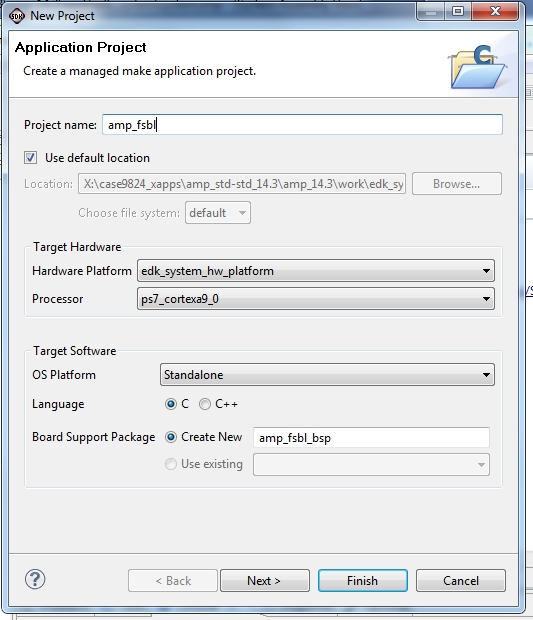 SDK New Project
Application Project
Create a managed make application project.
C
Project name: amp_fsbl
Use default location
Location: X:\case9824_xapps\amp_std-std_14.3\amp_14.3\work\edk_sy Browse...
Choose file system: default
Target Hardware
Hardware Platform edk_system_hw_platform
Processor ps7_cortexa9_0
Target Software
OS Platform Standalone
Language C C++
Board Support Package Create New amp_fsbl_bsp
Use existing
? < Back Next > Finish Cancel